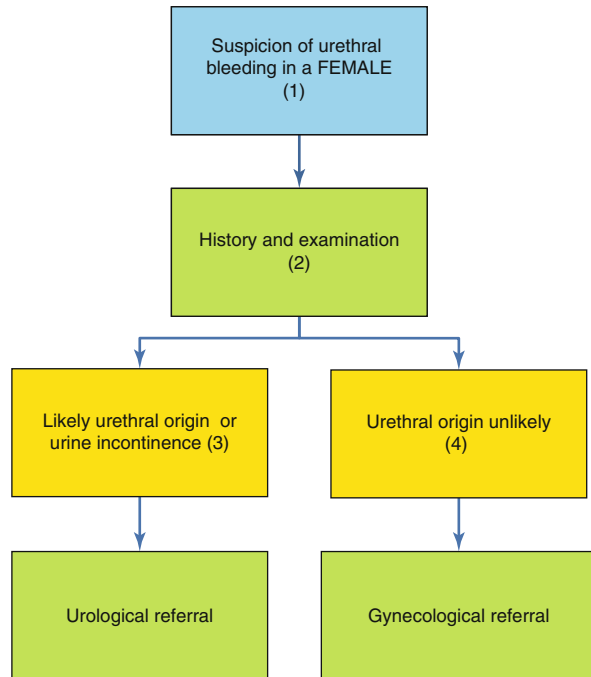 Suspicion of urethral
bleeding in a FEMALE
(1)
History and examination
(2)
Likely urethral origin or
urine incontinence (3)
Urethral origin unlikely
(4)
Urological referral
Gynecological referral